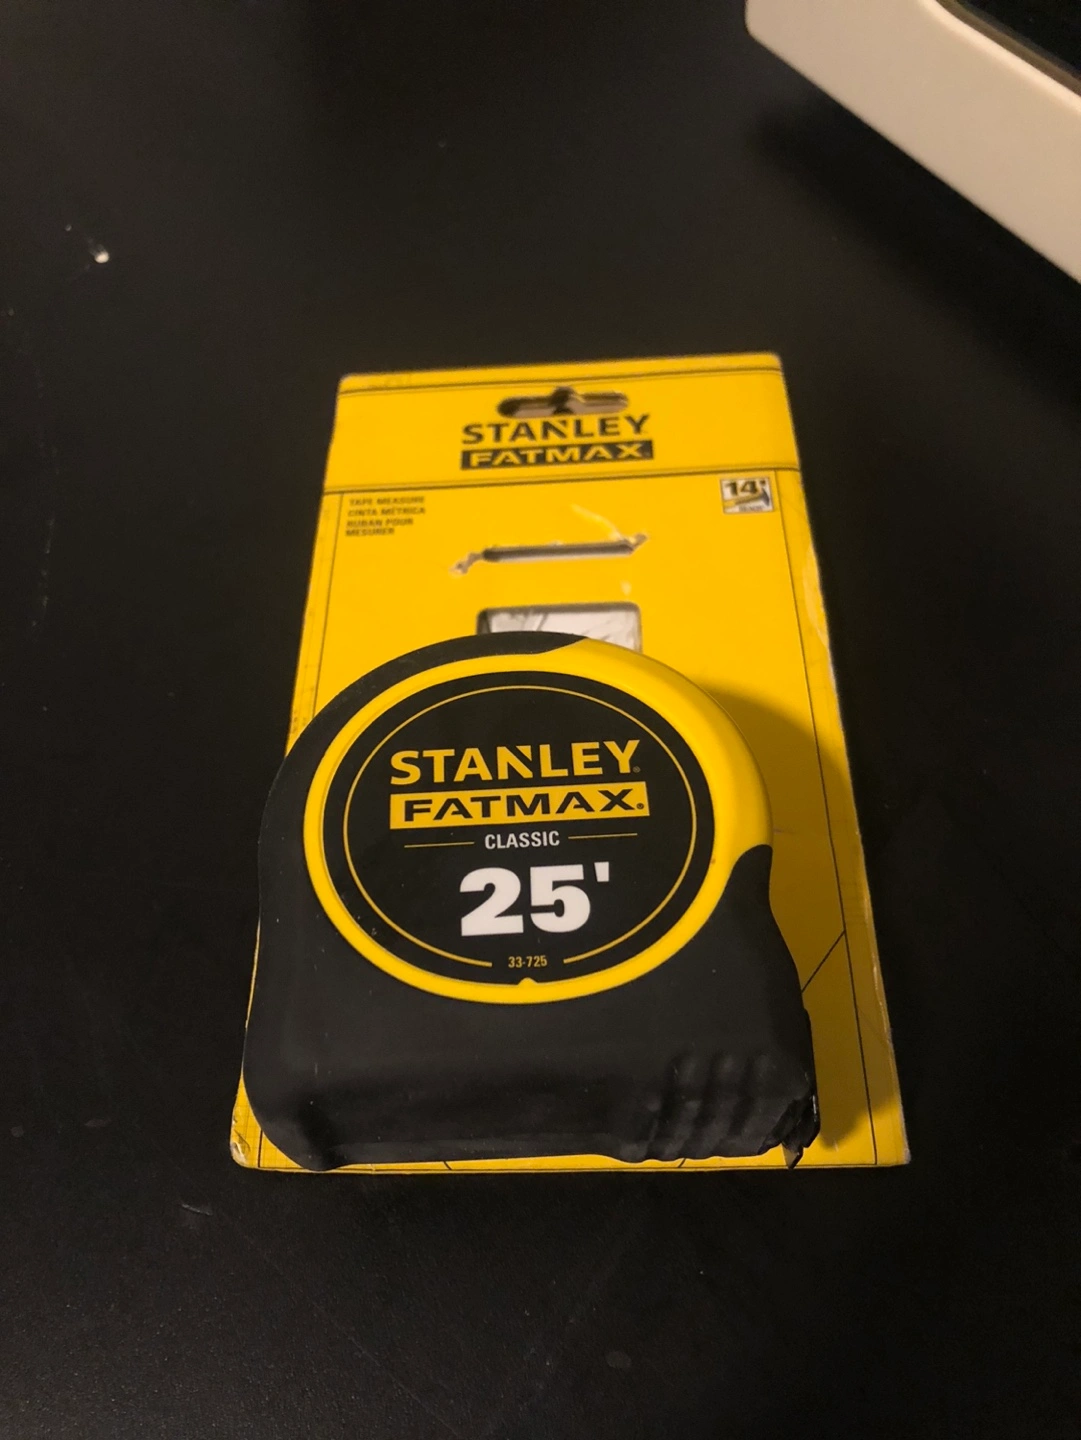 STANLEY
FATMAX.
TAPE MEASURE
CINTA MÉTRICA
RUBAN POUR
MESURER
14'
STANLEY®
FATMAX®
CLASSIC
25'
33-725